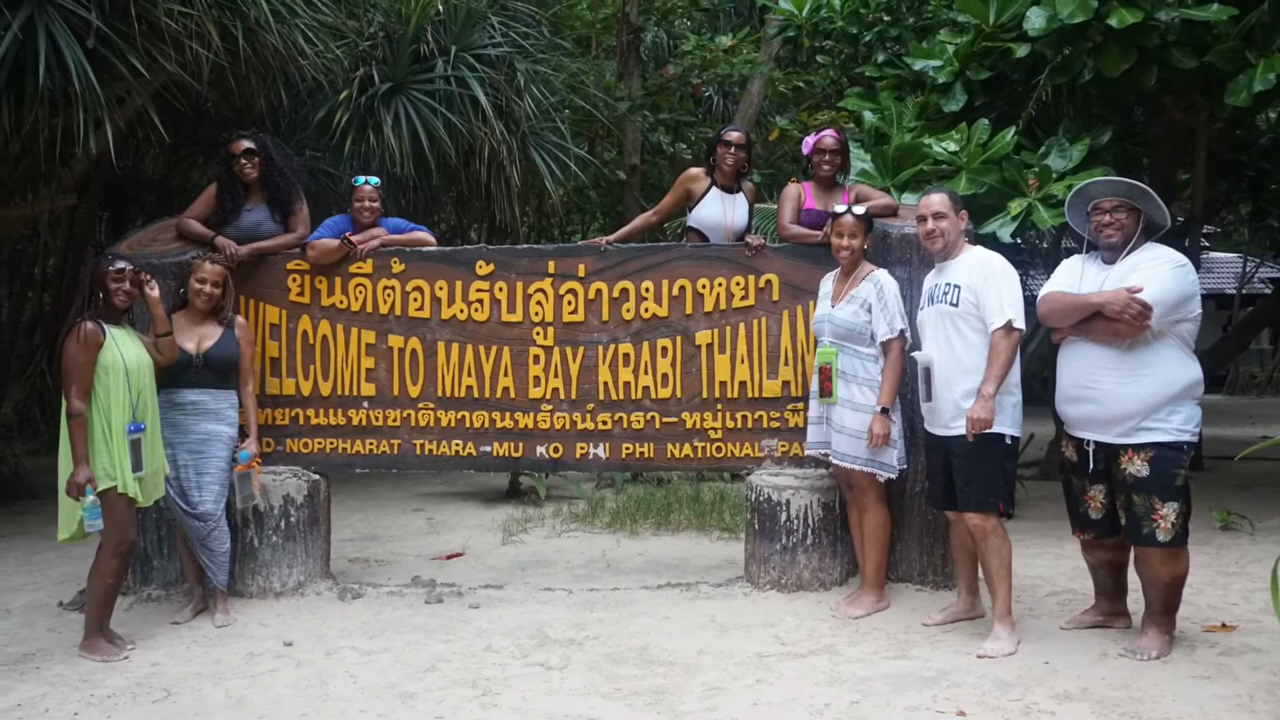 ยินดีต้อนรับสู่อ่าวมาหยา
WELCOME TO MAYA BAY KRABI THAILAN
ทยานแห่งชาติหาดนพรัตน์ธารา-หมู่เกาะพี
D-NOPPHARAT THARA-MU KO PHI PHI NATIONAL PA
OWARD